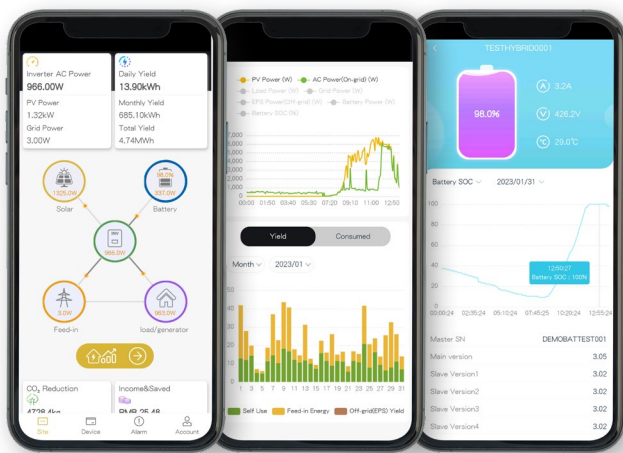 Inverter AC Power
966.00W
Daily Yield
13.90kWh
PV Power
1.32kW
Grid Power
3.00W
Monthly Yield
685.10kWh
Total Yield
4.74MWh
1325.0W
Solar
98.0%
337.0W
Battery
INV
966.0W
3.0W
Feed-in
963.0W
load/generator
CO₂ Reduction
4728.4kg
Income&Saved
RMB 25.48
Site
Device
Alarm
Account
PV Power (W) AC Power(On-grid) (W)
Load Power (W) Grid Power (W)
EPS Power(Off-grid) (W) Battery Power (W)
Battery SOC (%)
7,000
6,000
5,000
4,000
3,000
2,000
1,000
0
00:00 01:50 03:40 05:30 07:20 09:10 11:00 12:50
Yield Consumed
Month 2023/01
50
40
30
20
10
0
1 3 5 7 9 11 13 15 17 19 21 23 25 27 29 31
Self Use Feed-in Energy Off-grid(EPS) Yield
TESTHYBRID0001
98.0%
A 3.2A
V 426.2V
℃ 29.0℃
Battery SOC 2023/01/31
100
80
60
40
20
0
12:50:27
Battery SOC : 100%
00:00:24 02:35:24 05:10:25 07:45:25 10:20:24 12:55:24
Master SN DEMOBATTEST001
Main version 3.05
Slave Version1 3.02
Slave Version2 3.02
Slave Version3 3.02
Slave Version4 3.02